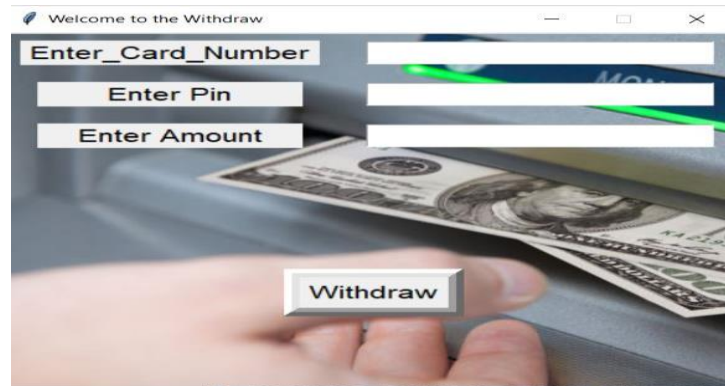 Welcome to the Withdraw
Enter_Card_Number
Enter Pin
Enter Amount
Withdraw